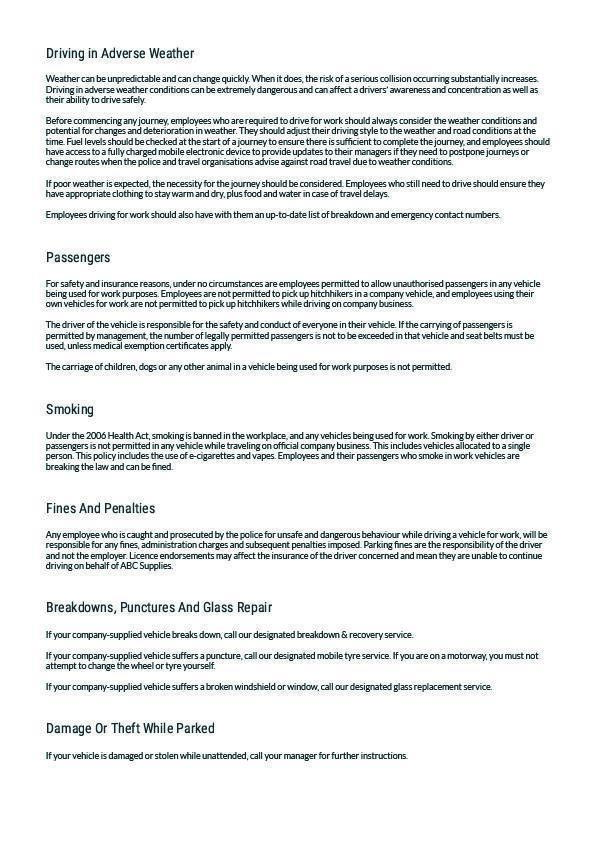 Driving in Adverse Weather
Weather can be unpredictable and can change quickly. When it does, the risk of a serious collision occurring substantially increases.
Driving in adverse weather conditions can be extremely dangerous and can affect a drivers' awareness and concentration as well as
their ability to drive safely.
Before commencing any journey, employees who are required to drive for work should always consider the weather conditions and
potential for changes and deterioration in weather. They should adjust their driving style to the weather and road conditions at the
time. Fuel levels should be checked at the start of a journey to ensure there is sufficient to complete the journey, and employees should
have access to a fully charged mobile electronic device to provide updates to their managers if they need to postpone journeys or
change routes when the police and travel organisations advise against road travel due to weather conditions.
If poor weather is expected, the necessity for the journey should be considered. Employees who still need to drive should ensure they
have appropriate clothing to stay warm and dry, plus food and water in case of travel delays.
Employees driving for work should also have with them an up-to-date list of breakdown and emergency contact numbers.
Passengers
For safety and insurance reasons, under no circumstances are employees permitted to allow unauthorised passengers in any vehicle
being used for work purposes. Employees are not permitted to pick up hitchhikers in a company vehicle, and employees using their
own vehicles for work are not permitted to pick up hitchhikers while driving on company business.
The driver of the vehicle is responsible for the safety and conduct of everyone in their vehicle. If the carrying of passengers is
permitted by management, the number of legally permitted passengers is not to be exceeded in that vehicle and seat belts must be
used, unless medical exemption certificates apply.
The carriage of children, dogs or any other animal in a vehicle being used for work purposes is not permitted.
Smoking
Under the 2006 Health Act, smoking is banned in the workplace, and any vehicles being used for work. Smoking by either driver or
passengers is not permitted in any vehicle while traveling on official company business. This includes vehicles allocated to a single
person. This policy includes the use of e-cigarettes and vapes. Employees and their passengers who smoke in work vehicles are
breaking the law and can be fined.
Fines And Penalties
Any employee who is caught and prosecuted by the police for unsafe and dangerous behaviour while driving a vehicle for work, will be
responsible for any fines, administration charges and subsequent penalties imposed. Parking fines are the responsibility of the driver
and not the employer. Licence endorsements may affect the insurance of the driver concerned and mean they are unable to continue
driving on behalf of ABC Supplies.
Breakdowns, Punctures And Glass Repair
If your company-supplied vehicle breaks down, call our designated breakdown & recovery service.
If your company-supplied vehicle suffers a puncture, call our designated mobile tyre service. If you are on a motorway, you must not
attempt to change the wheel or tyre yourself.
If your company-supplied vehicle suffers a broken windshield or window, call our designated glass replacement service.
Damage Or Theft While Parked
If your vehicle is damaged or stolen while unattended, call your manager for further instructions.